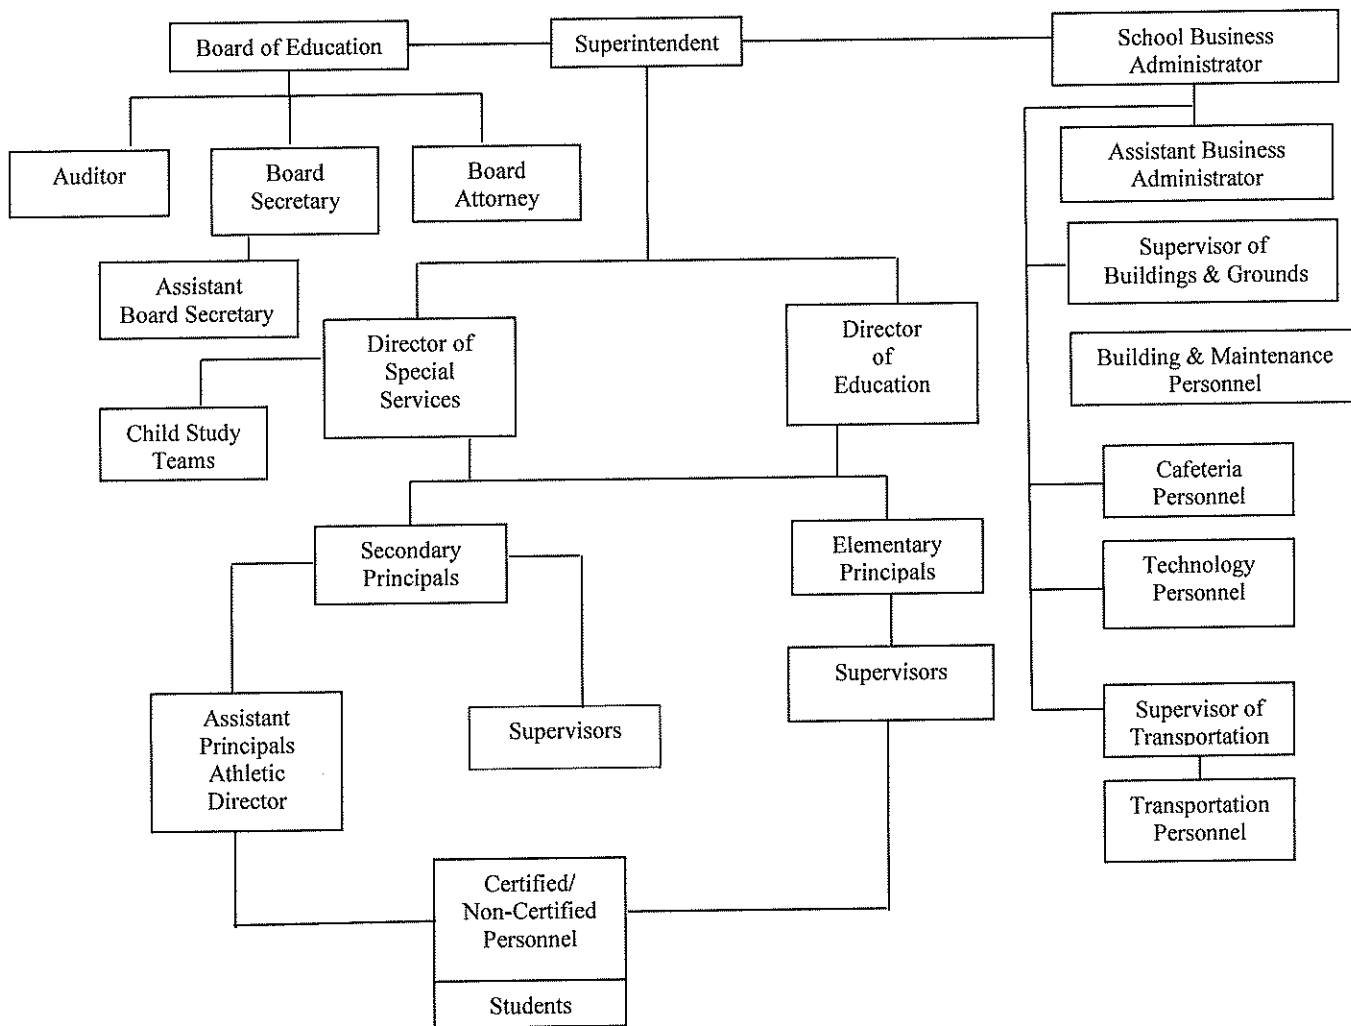 Board of Education
Superintendent
School Business
Administrator
Auditor
Board
Secretary
Board
Attorney
Assistant Business
Administrator
Assistant
Board Secretary
Supervisor of
Buildings & Grounds
Director of
Special
Services
Director
of
Education
Building & Maintenance
Personnel
Child Study
Teams
Cafeteria
Personnel
Secondary
Principals
Elementary
Principals
Technology
Personnel
Supervisors
Assistant
Principals
Athletic
Director
Supervisors
Supervisor of
Transportation
Transportation
Personnel
Certified/
Non-Certified
Personnel
Students